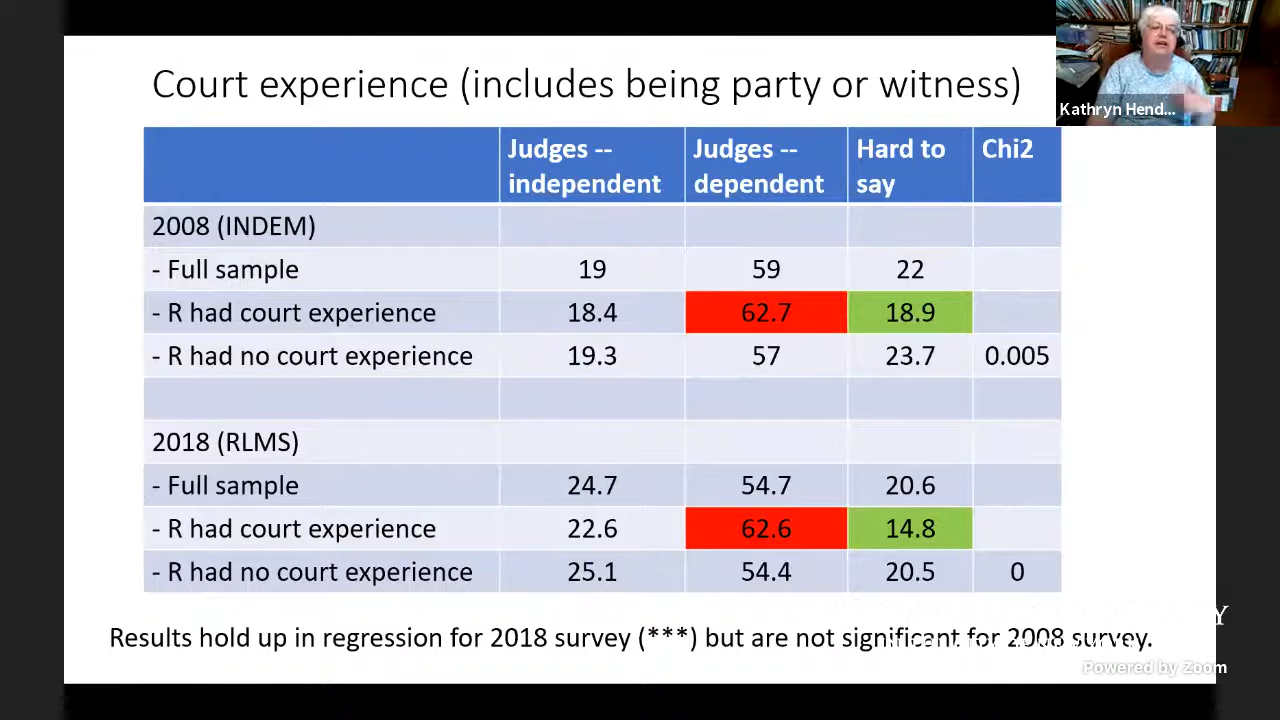 Court experience (includes being party or witness)
Kathryn Hend...
Judges -- independent Judges -- dependent Hard to say Chi2
2008 (INDEM)
- Full sample 19 59 22
- R had court experience 18.4 62.7 18.9
- R had no court experience 19.3 57 23.7 0.005
2018 (RLMS)
- Full sample 24.7 54.7 20.6
- R had court experience 22.6 62.6 14.8
- R had no court experience 25.1 54.4 20.5 0
Results hold up in regression for 2018 survey (***) but are not significant for 2008 survey.
Powered by Zoom